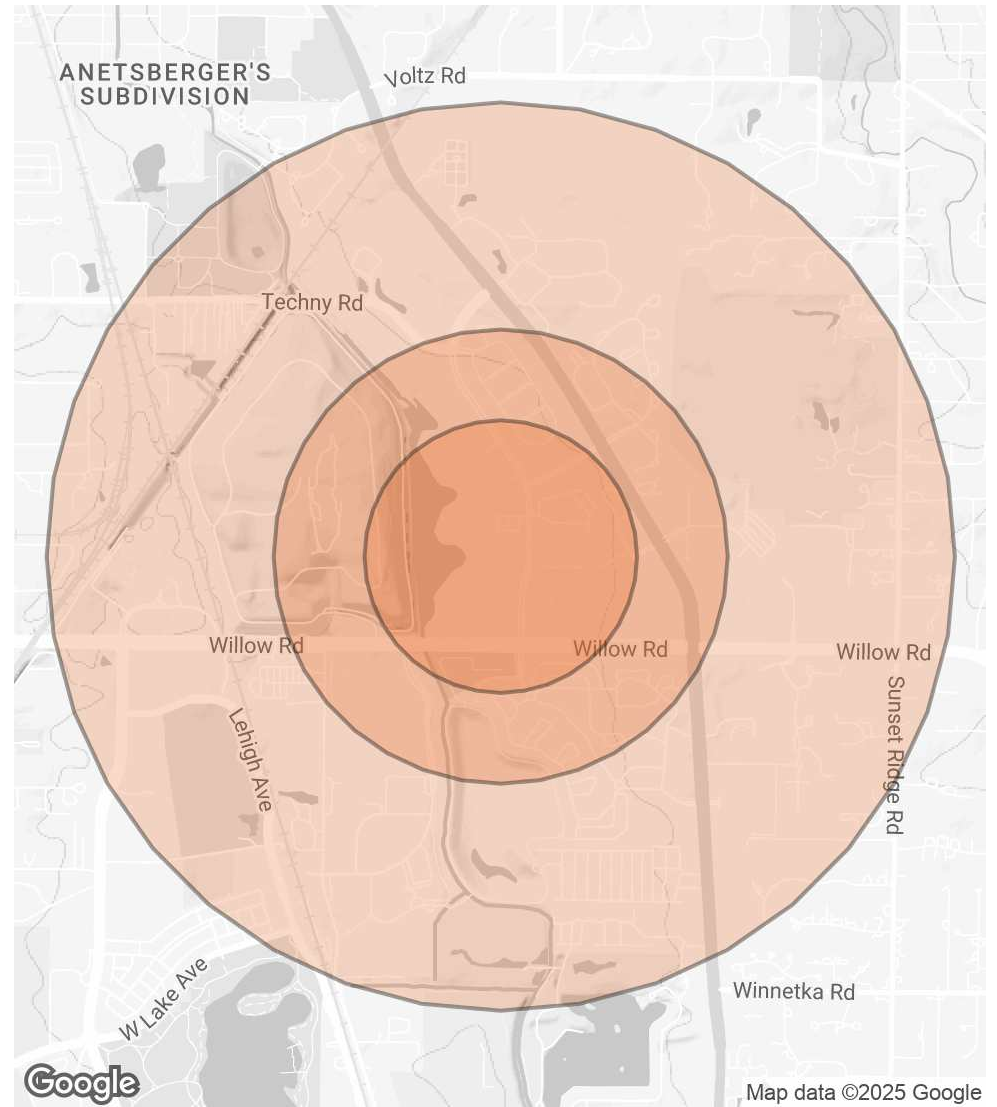 Voltz Rd
ANETSBERGER'S
SUBDIVISION
Techny Rd
Willow Rd
Willow Rd
Willow Rd
Sunset Ridge Rd
Lehigh Ave
W Lake Ave
Winnetka Rd
Google
Map data ©2025 Google